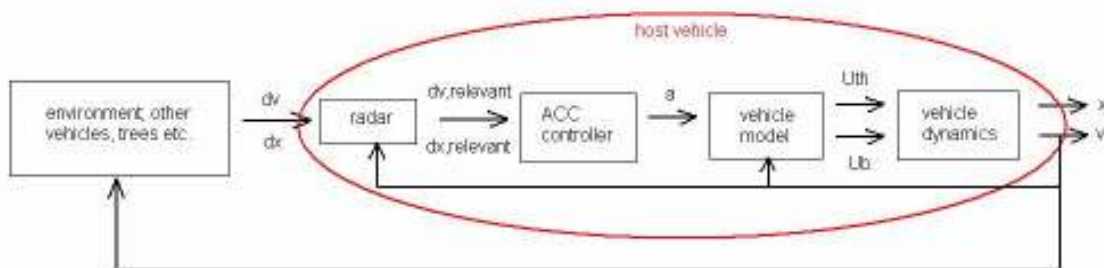 host vehicle
environment; other
vehicles, trees etc.
dv
dx
radar
dv,relevant
dx,relevant
ACC
controller
a
vehicle
model
Uth
Ub
vehicle
dynamics
x
v